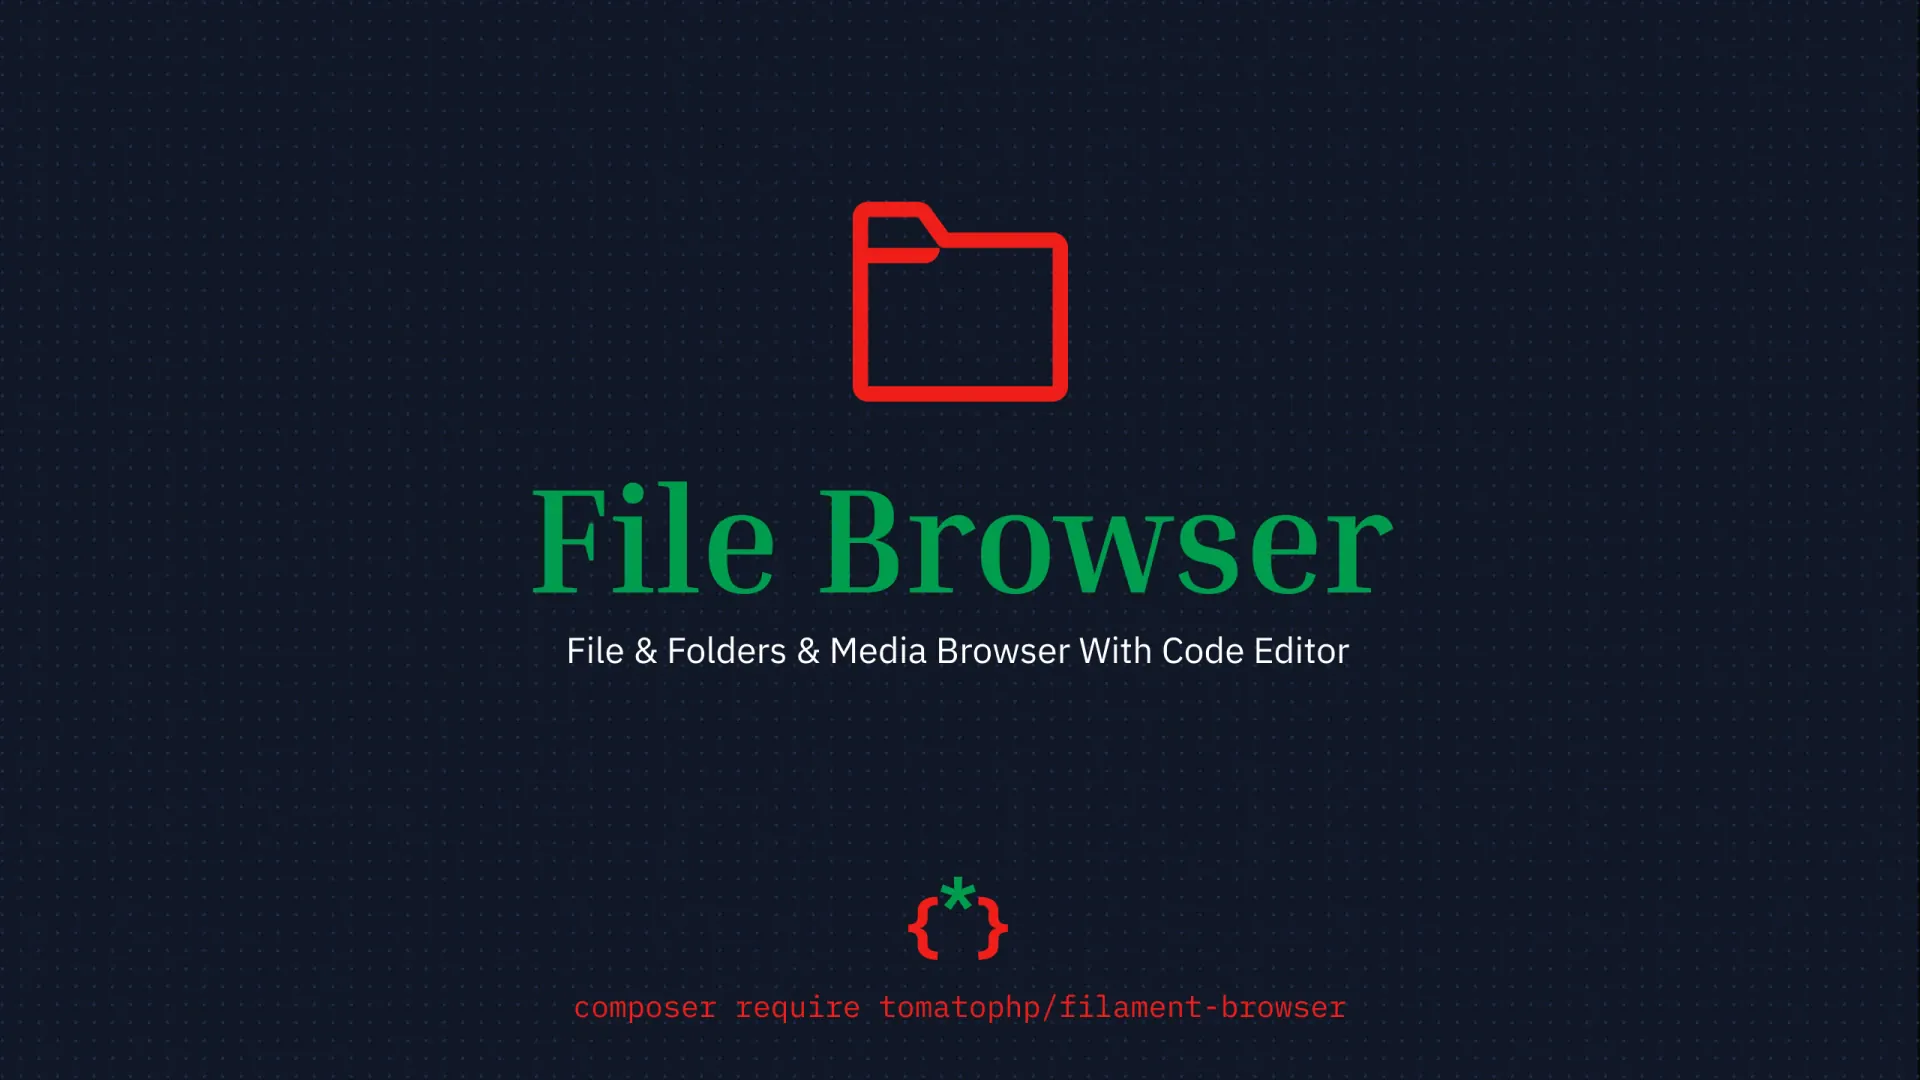 File Browser
File & Folders & Media Browser With Code Editor
{*}
composer require tomatophp/filament-browser